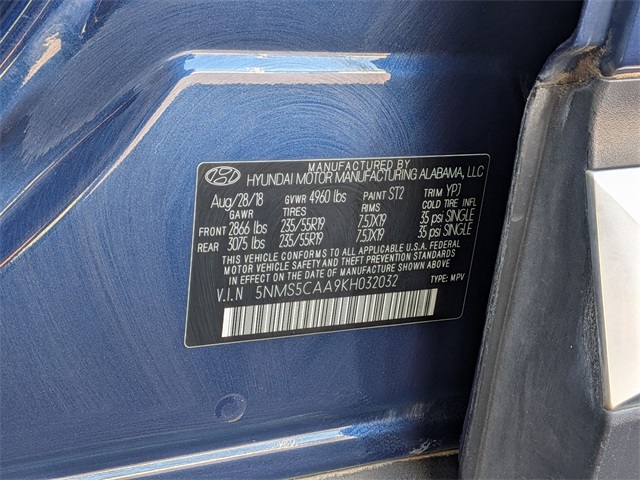 MANUFACTURED BY
HYUNDAI MOTOR MANUFACTURING ALABAMA, LLC
Aug/28/18 GVWR 4960 lbs PAINT ST2 TRIM YPJ
GAWR TIRES RIMS COLD TIRE INFL
FRONT 2866 lbs 235/55R19 7.5JX19 35 psi SINGLE
REAR 3075 lbs 235/55R19 7.5JX19 35 psi SINGLE
THIS VEHICLE CONFORMS TO ALL APPLICABLE U.S.A. FEDERAL
MOTOR VEHICLE SAFETY, BUMPER, AND THEFT PREVENTION
STANDARDS IN EFFECT ON THE DATE OF MANUFACTURE SHOWN ABOVE.
V.I.N 5NMS5CAA9KH032032 TYPE: MPV